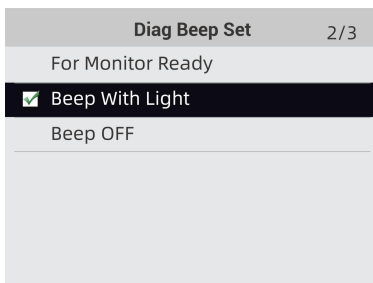 Diag Beep Set 2/3
For Monitor Ready
Beep With Light
Beep OFF